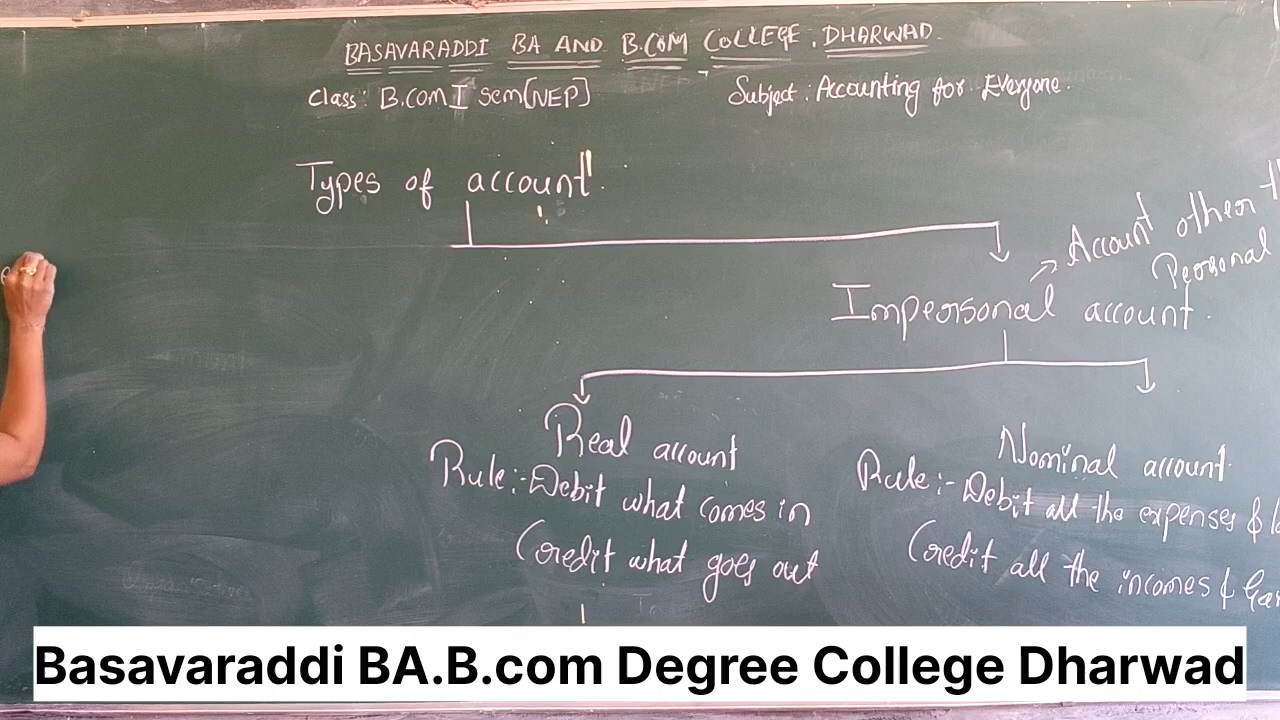 BASAVARADDI BA AND B.COM COLLEGE. DHARWAD.
Class: B.Com I Sem[NEP] Subject: Accounting for Everyone.
Types of account
Account other
Personal
Impersonal account.
Real account
Nominal account.
Rule:- Debit what comes in
Credit what goes out
Rule:- Debit all the expenses &
Credit all the incomes &
Basavaraddi BA.B.com Degree College Dharwad